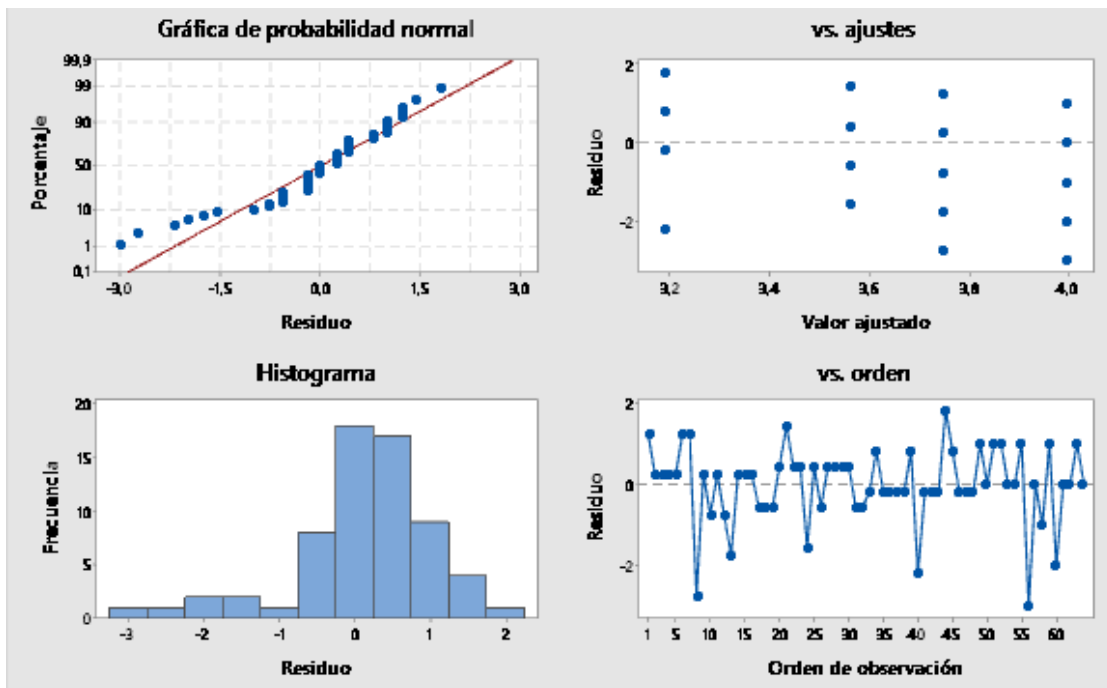 Gráfica de probabilidad normal
99,9
99
90
50
10
1
0,1
Porcentaje
-3,0 -1,5 0,0 1,5 3,0
Residuo
vs. ajustes
2
0
-2
Residuo
3,2 3,4 3,6 3,8 4,0
Valor ajustado
Histograma
20
15
10
5
0
Frecuencia
-3 -2 -1 0 1 2
Residuo
vs. orden
2
0
-2
Residuo
1 5 10 15 20 25 30 35 40 45 50 55 60
Orden de observación